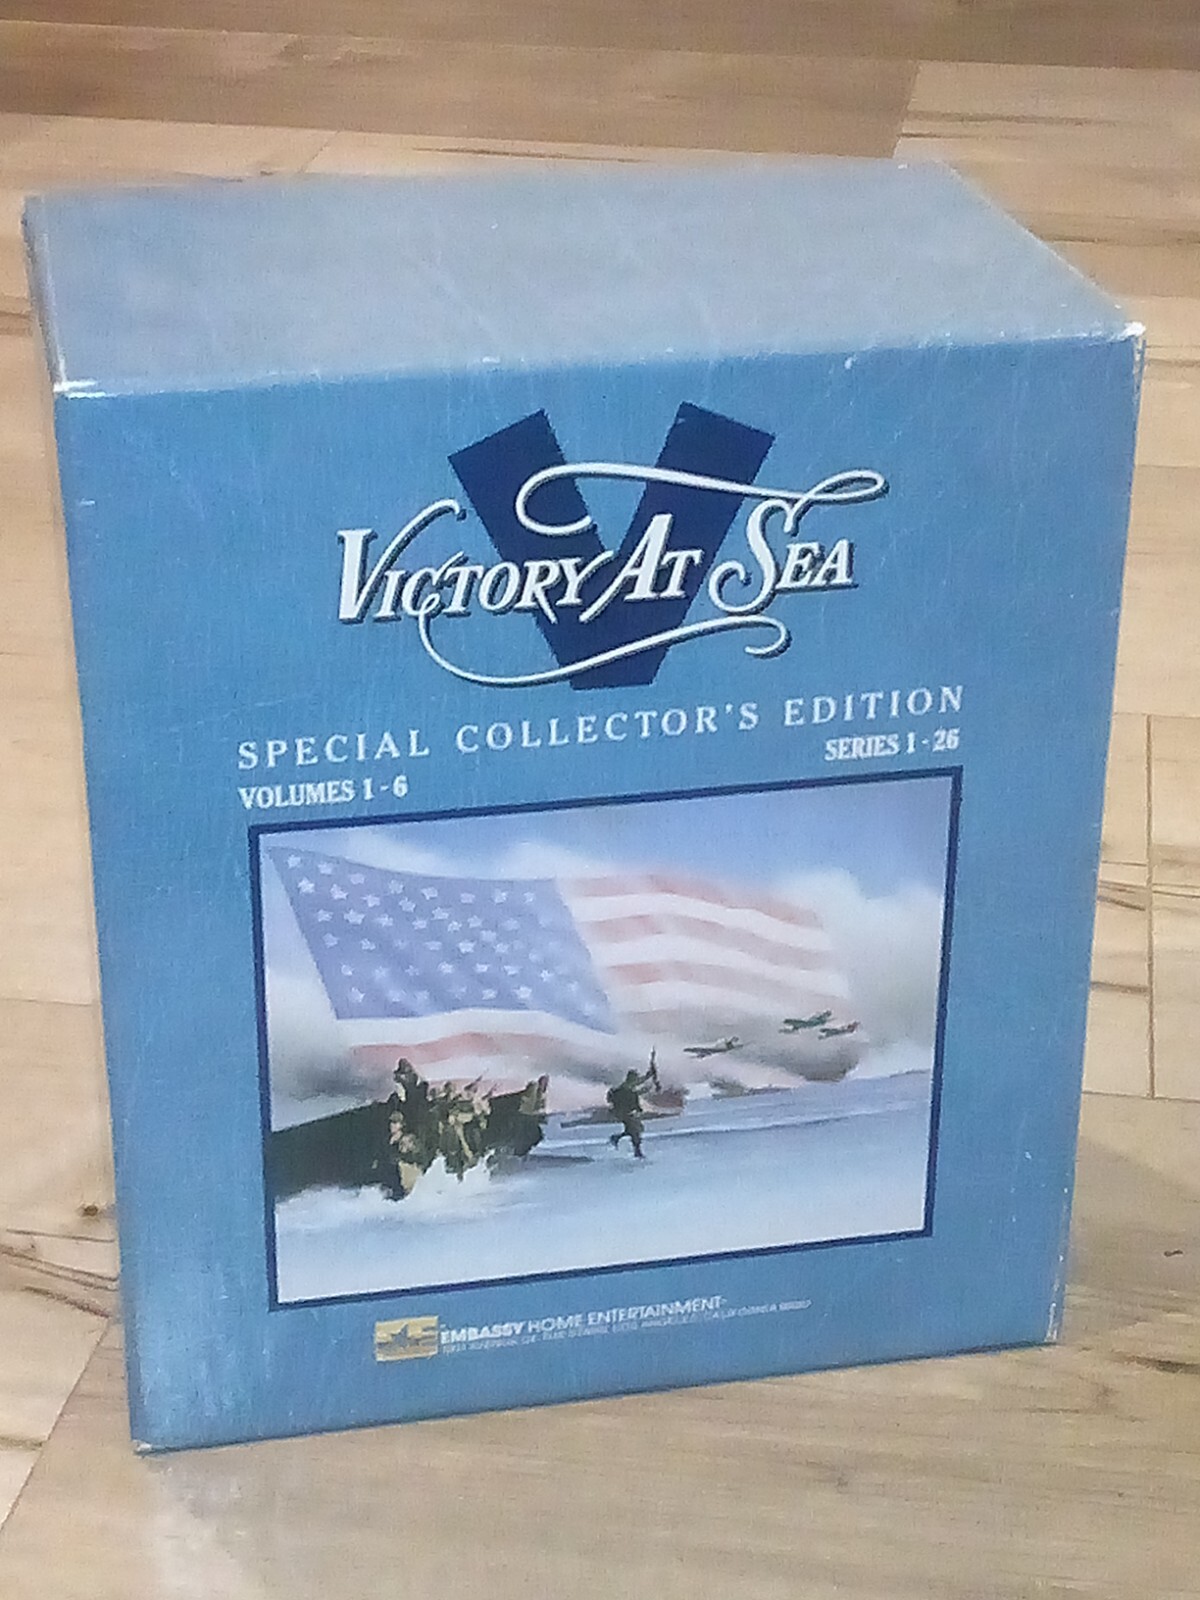 V
VICTORY AT SEA
SPECIAL COLLECTOR'S EDITION
VOLUMES 1-6
SERIES 1-26
EMBASSY HOME ENTERTAINMENT